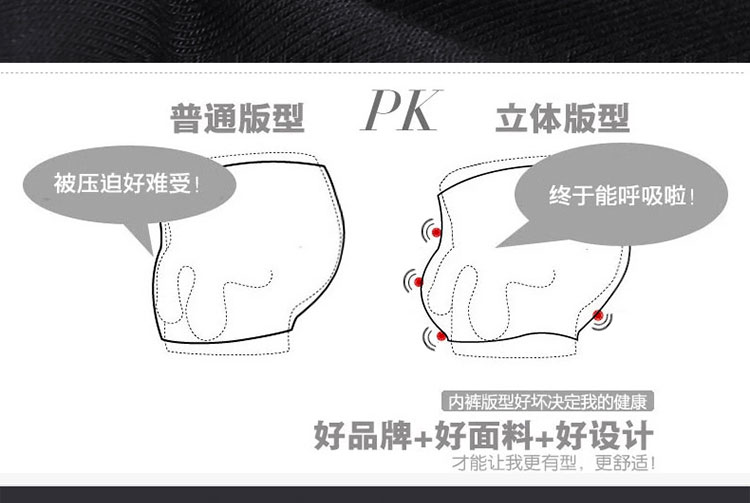 普通版型 PK 立体版型
被压迫好难受!
终于能呼吸啦!
内裤版型好坏决定我的健康
好品牌+好面料+好设计
才能让我更有型,更舒适!